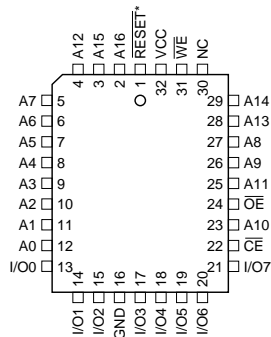 A12
A15
A16
RESET*
VCC
WE
NC
4
3
2
1
32
31
30
A7 5
A6 6
A5 7
A4 8
A3 9
A2 10
A1 11
A0 12
I/O0 13
29 A14
28 A13
27 A8
26 A9
25 A11
24 OE
23 A10
22 CE
21 I/O7
14
15
16
17
18
19
20
I/O1
I/O2
GND
I/O3
I/O4
I/O5
I/O6